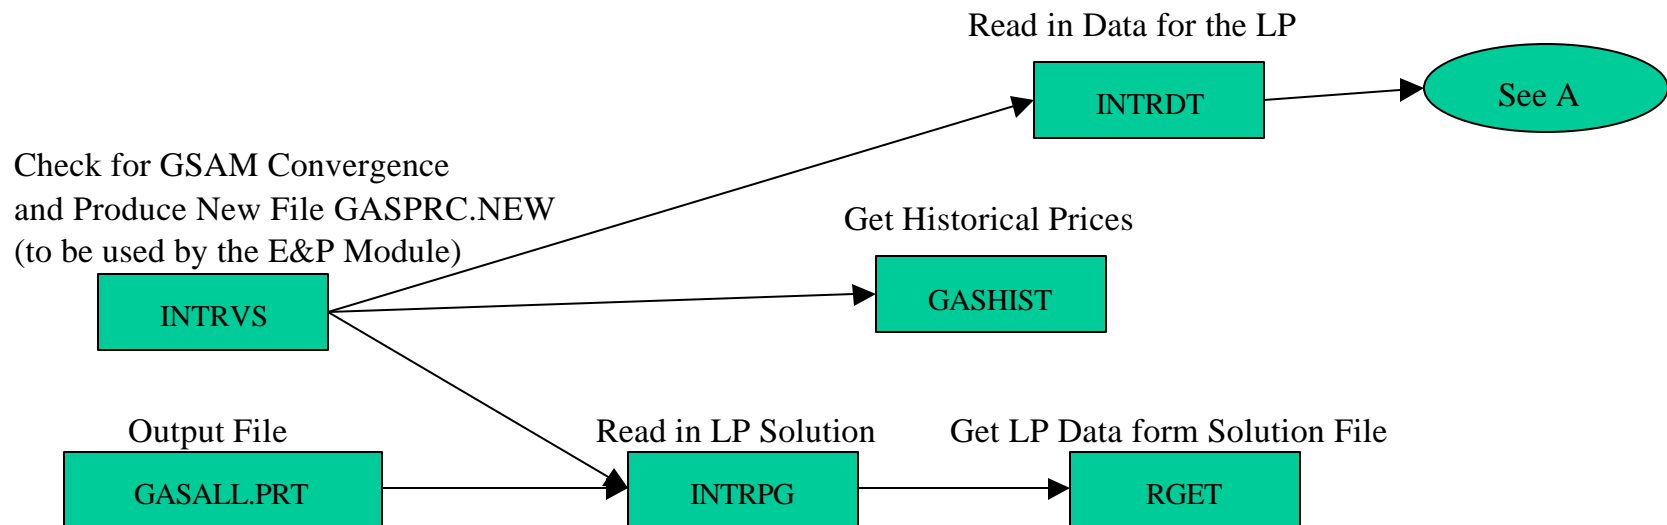 Read in Data for the LP
INTRDT
See A
Check for GSAM Convergence
and Produce New File GASPRC.NEW
(to be used by the E&P Module)
INTRVS
Get Historical Prices
GASHIST
Output File
GASALL.PRT
Read in LP Solution
INTRPG
Get LP Data form Solution File
RGET